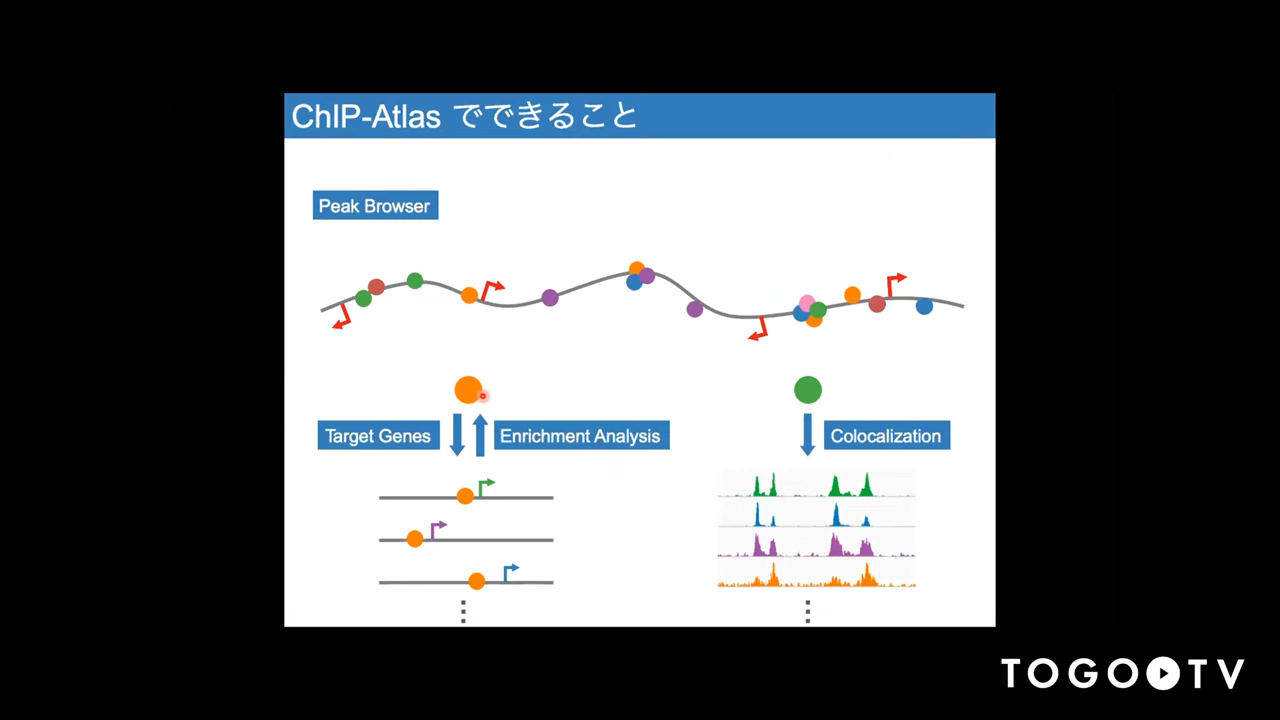 ChIP-Atlas でできること
Peak Browser
Target Genes
Enrichment Analysis
Colocalization
TOGO TV